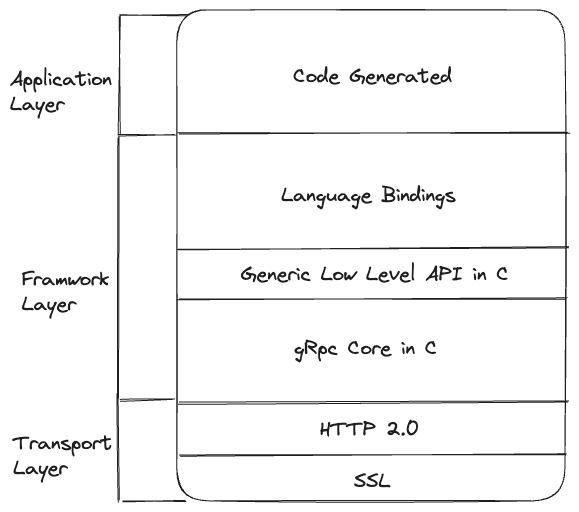 Application
Layer
Code Generated
Language Bindings
Framwork
Layer
Generic Low Level API in C
gRpc Core in C
Transport
Layer
HTTP 2.0
SSL